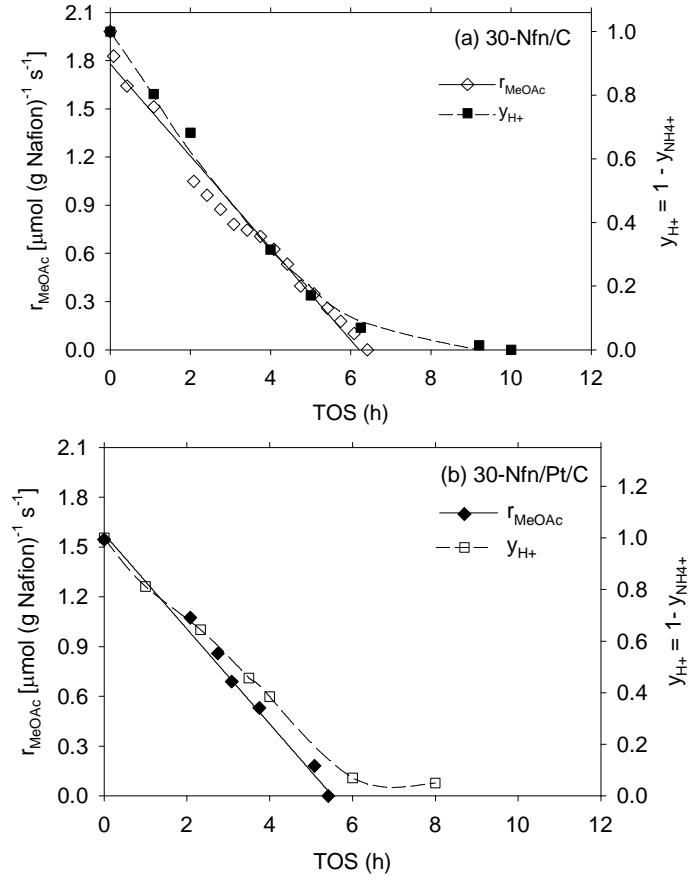 (a) 30-Nfn/C
r_MeOAc
y_H+
2.1
1.8
1.5
1.2
0.9
0.6
0.3
0.0
r_MeOAc [μmol (g Nafion)^-1 s^-1]
1.0
0.8
0.6
0.4
0.2
0.0
y_H+ = 1 - y_NH4+
0 2 4 6 8 10 12
TOS (h)
(b) 30-Nfn/Pt/C
r_MeOAc
y_H+
2.1
1.8
1.5
1.2
0.9
0.6
0.3
0.0
r_MeOAc [μmol (g Nafion)^-1 s^-1]
1.2
1.0
0.8
0.6
0.4
0.2
0.0
y_H+ = 1- y_NH4+
0 2 4 6 8 10 12
TOS (h)